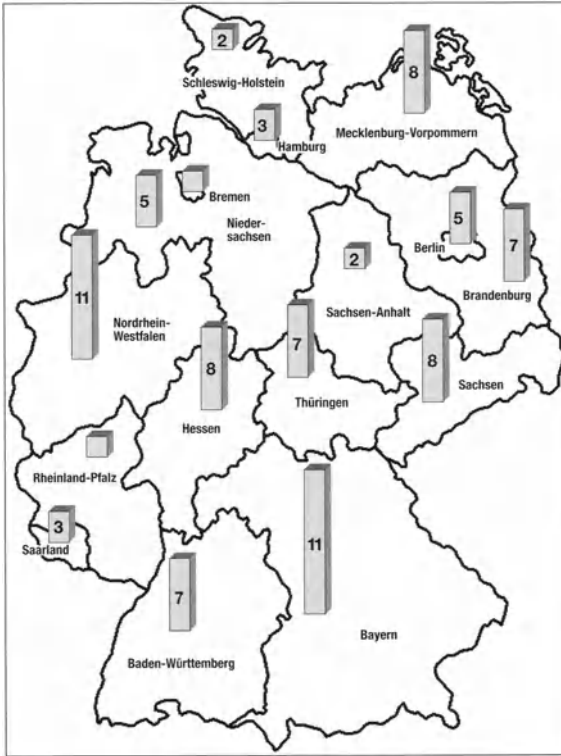 2
Schleswig-Holstein
8
Mecklenburg-Vorpommern
3
Hamburg
Bremen
5
Nieder-
sachsen
5
Berlin
7
Brandenburg
2
Sachsen-Anhalt
11
Nordrhein-
Westfalen
8
Hessen
7
Thüringen
8
Sachsen
Rheinland-Pfalz
3
Saarland
7
Baden-Württemberg
11
Bayern